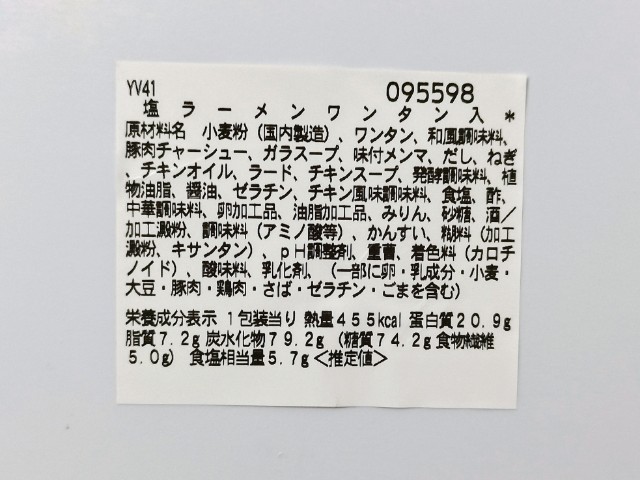 YV41 095598
塩ラーメンワンタン入*
原材料名 小麦粉(国内製造)、ワンタン、和風調味料、
豚肉チャーシュー、ガラスープ、味付メンマ、だし、ねぎ
、チキンオイル、ラード、チキンスープ、発酵調味料、植
物油脂、醤油、ゼラチン、チキン風味調味料、食塩、酢、
中華調味料、卵加工品、油脂加工品、みりん、砂糖、酒/
加工澱粉、調味料(アミノ酸等)、かんすい、粘料(加工
澱粉、キサンタン)、pH調整剤、重曹、着色料(カロチ
ノイド)、酸味料、乳化剤、(一部に卵・乳成分・小麦・
大豆・豚肉・鶏肉・さば・ゼラチン・ごまを含む)
栄養成分表示 1包装当り 熱量455kcal 蛋白質20.9g
脂質7.2g 炭水化物79.2g (糖質74.2g 食物繊維
5.0g) 食塩相当量5.7g<推定値>